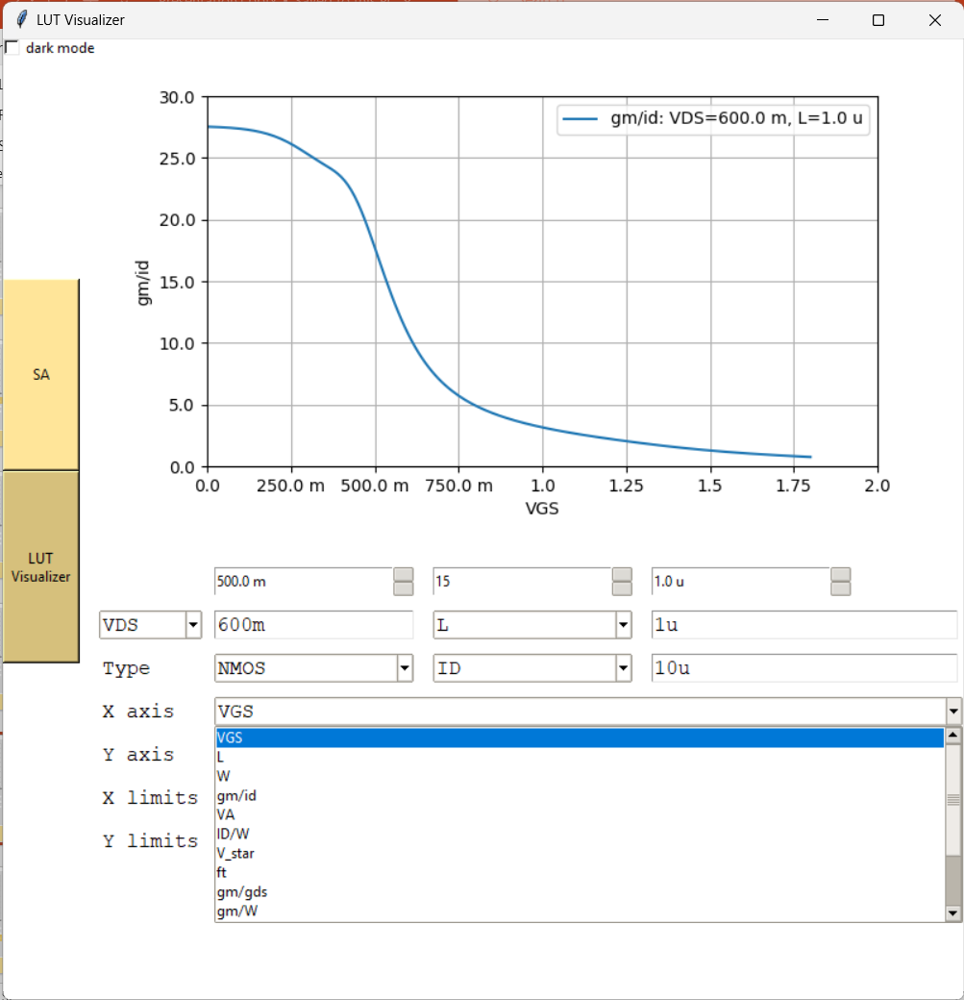 LUT Visualizer
dark mode
30.0
gm/id: VDS=600.0 m, L=1.0 u
25.0
20.0
15.0
10.0
5.0
0.0
gm/id
0.0 250.0 m 500.0 m 750.0 m 1.0 1.25 1.5 1.75 2.0
VGS
SA
LUT
Visualizer
500.0 m 15 1.0 u
VDS 600m L 1u
Type NMOS ID 10u
X axis VGS
VGS
Y axis
L
W
X limits
gm/id
VA
Y limits
ID/W
V_star
ft
gm/gds
gm/W